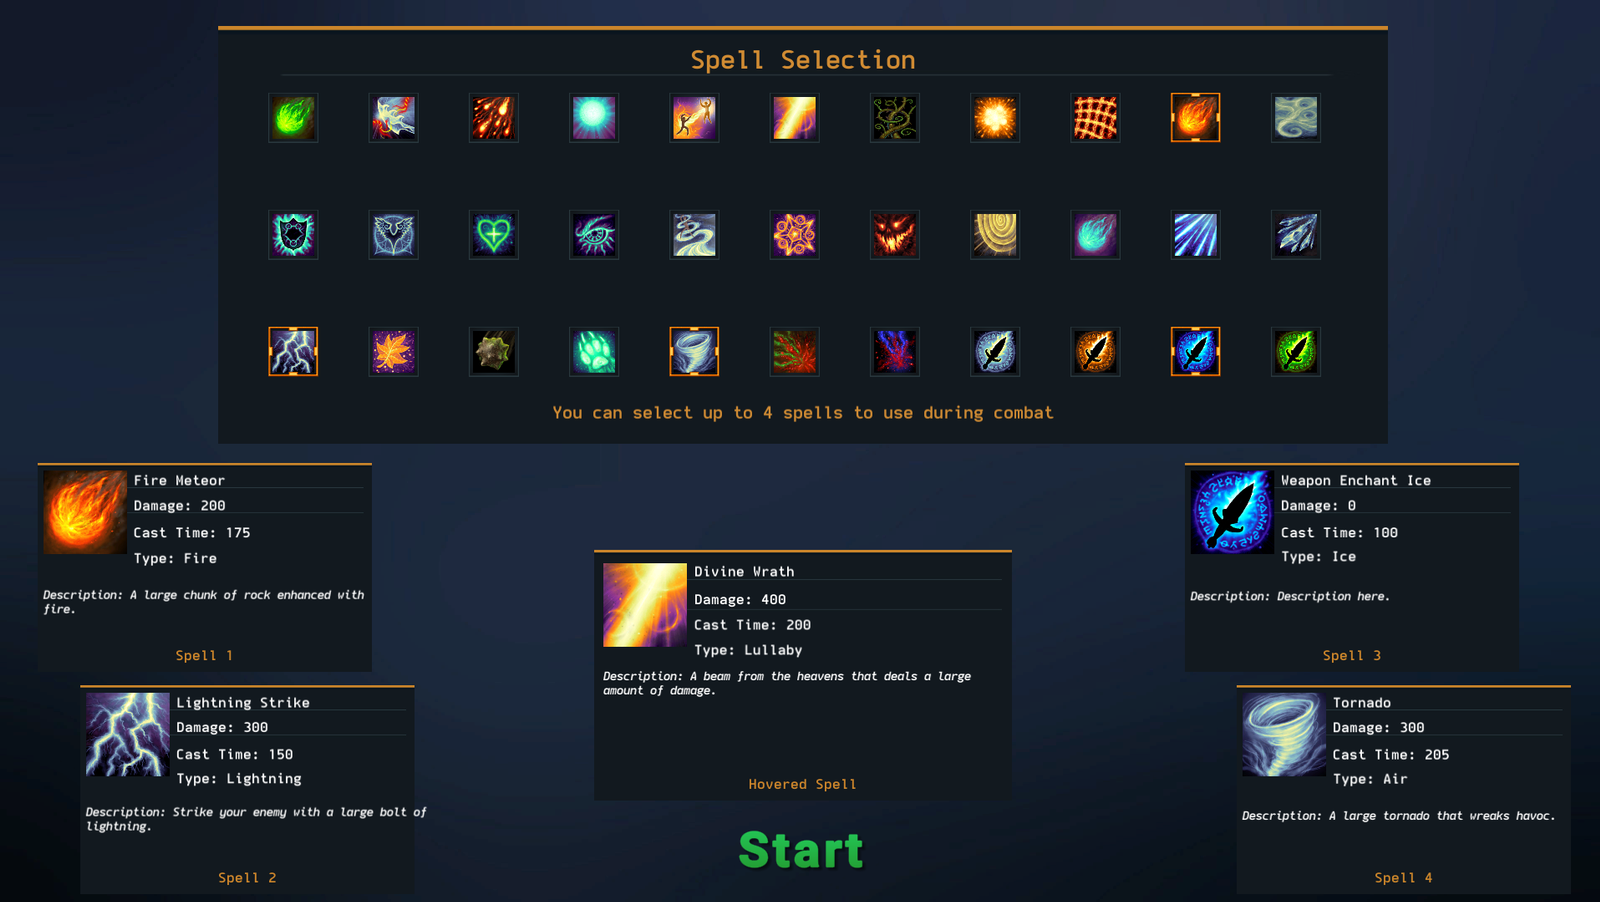 Spell Selection
You can select up to 4 spells to use during combat
Fire Meteor
Damage: 200
Cast Time: 175
Type: Fire
Description: A large chunk of rock enhanced with
fire.
Spell 1
Lightning Strike
Damage: 300
Cast Time: 150
Type: Lightning
Description: Strike your enemy with a large bolt of
lightning.
Spell 2
Divine Wrath
Damage: 400
Cast Time: 200
Type: Lullaby
Description: A beam from the heavens that deals a large
amount of damage.
Hovered Spell
Start
Weapon Enchant Ice
Damage: 0
Cast Time: 100
Type: Ice
Description: Description here.
Spell 3
Tornado
Damage: 300
Cast Time: 205
Type: Air
Description: A large tornado that wreaks havoc.
Spell 4